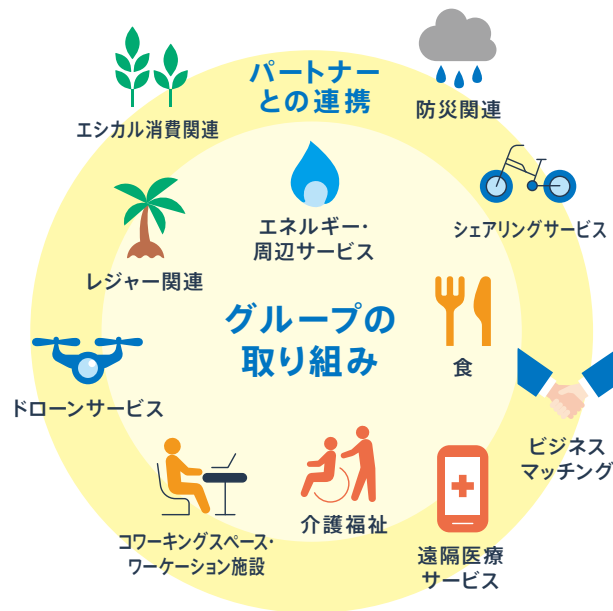 パートナー
との連携
エシカル消費関連
防災関連
エネルギー・
周辺サービス
シェアリングサービス
レジャー関連
グループの
取り組み
食
ドローンサービス
ビジネス
マッチング
介護福祉
コワーキングスペース・
ワーケーション施設
遠隔医療
サービス